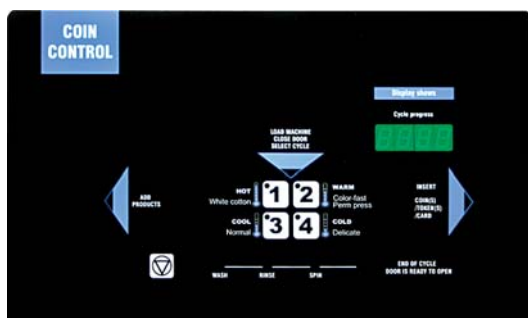 COIN
CONTROL
Display shows
Cycle progress
LOAD MACHINE
CLOSE DOOR
SELECT CYCLE
ADD
PRODUCTS
HOT
White cotton
1
2
WARM
Color-fast
Perm press
COOL
Normal
3
4
COLD
Delicate
INSERT
COIN(S)
/TOKEN(S)
/CARD
WASH
RINSE
SPIN
END OF CYCLE
DOOR IS READY TO OPEN